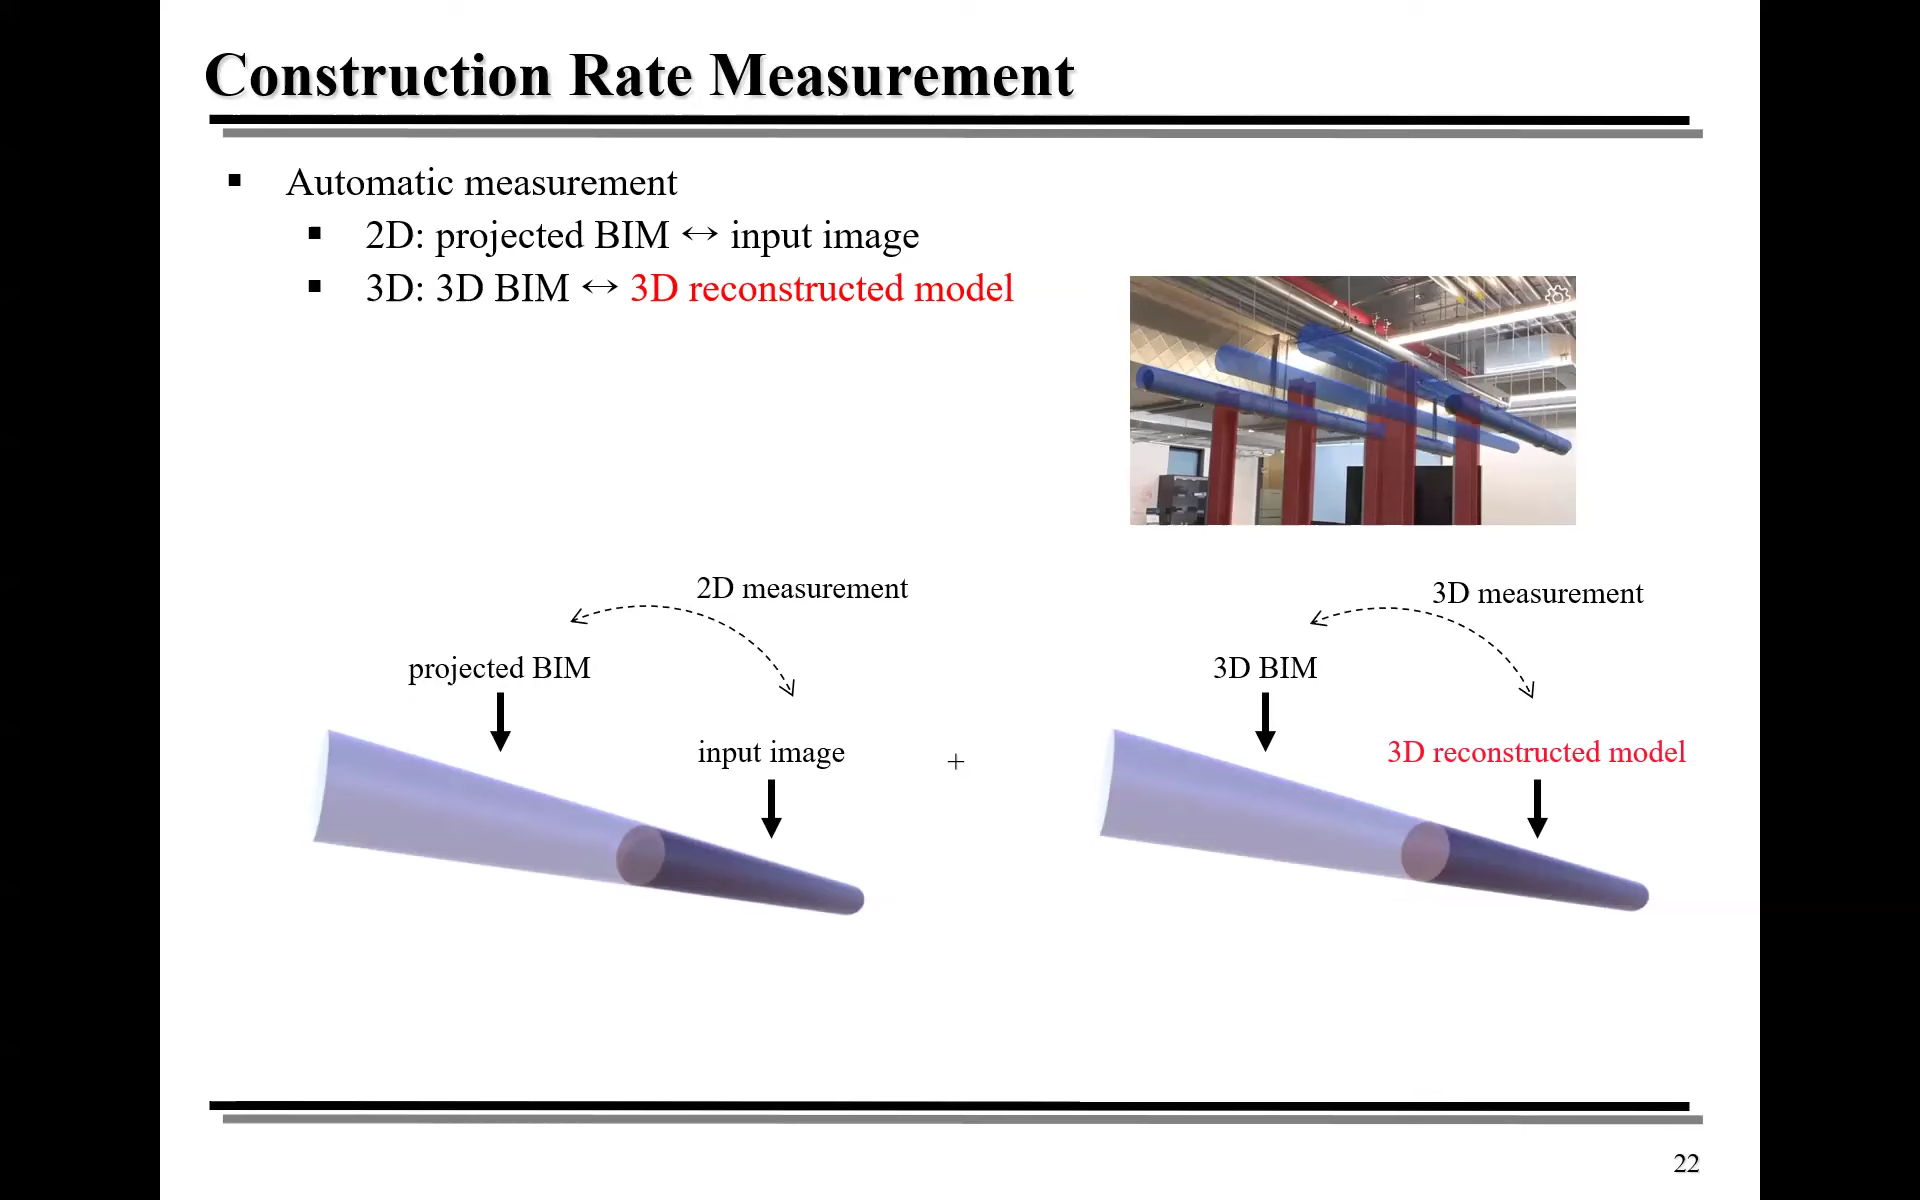 Construction Rate Measurement
▪ Automatic measurement
▪ 2D: projected BIM ↔ input image
▪ 3D: 3D BIM ↔ 3D reconstructed model
2D measurement
projected BIM
input image
+
3D measurement
3D BIM
3D reconstructed model
22